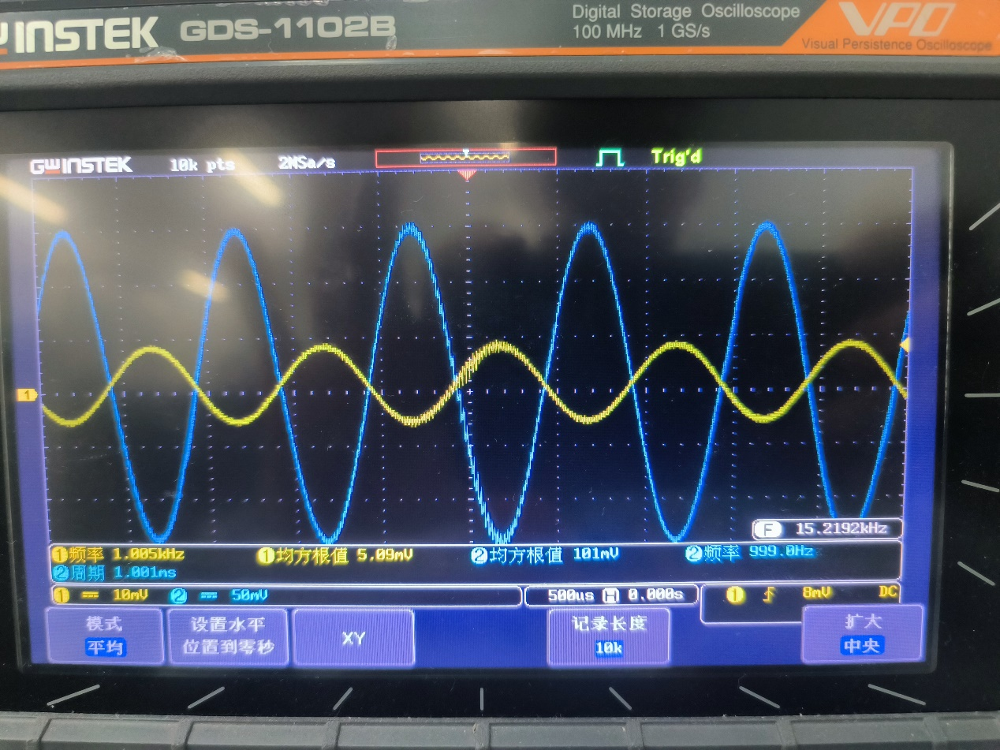 INSTEK GDS-1102B
Digital Storage Oscilloscope
100 MHz 1 GS/s
VPO
Visual Persistence Oscilloscope
GWINSTEK 10k pts 2MSa/s Trig'd
1
F 15.2192kHz
1 频率 1.005kHz 1 均方根值 5.09mV 2 均方根值 101mV 2 频率 999.0Hz
2 周期 1.001ms
1 10mV 2 50mV 500us H 0.000s 1 8mV DC
模式
平均
设置水平
位置到零秒
XY
记录长度
10k
扩大
中央